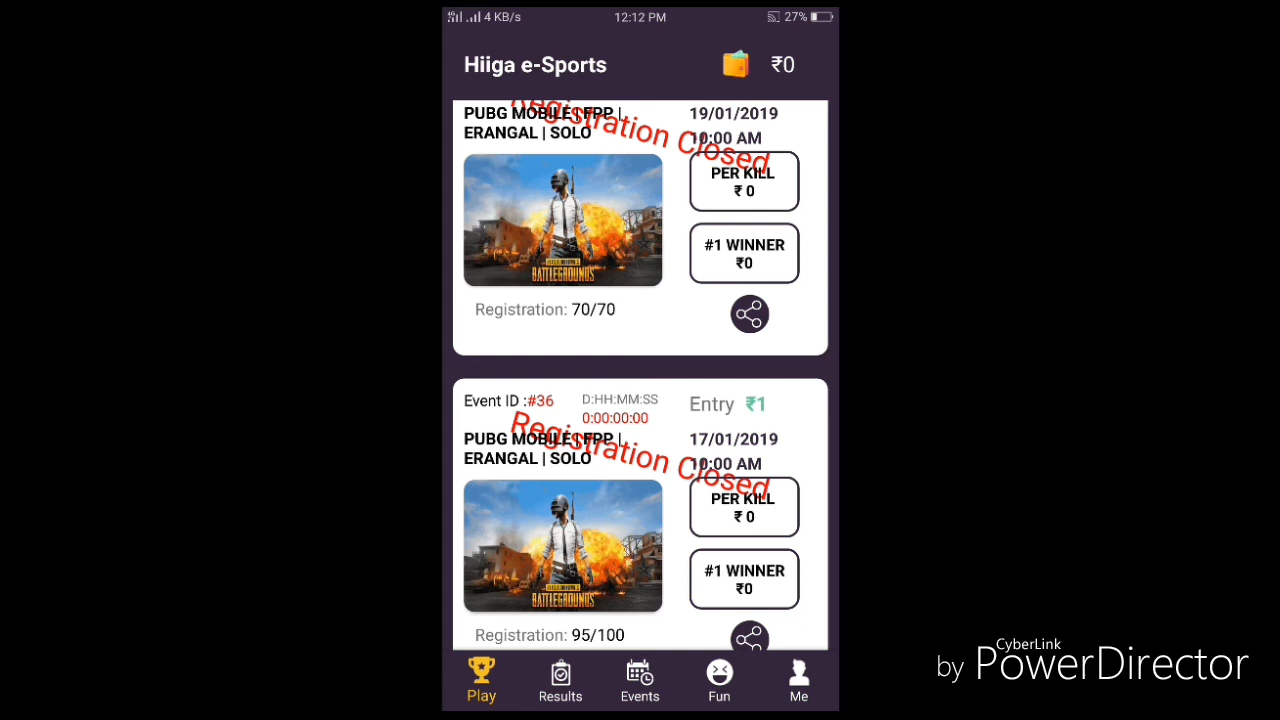 4G 4 KB/s 12:12 PM 27%
Hiiga e-Sports ₹0
Registration Closed
PUBG MOBILE | FPP |
ERANGAL | SOLO
19/01/2019
10:00 AM
PER KILL
₹ 0
#1 WINNER
₹0
BATTLEGROUNDS
Registration: 70/70
Event ID :#36
D:HH:MM:SS
0:00:00:00
Entry ₹1
Registration Closed
PUBG MOBILE | FPP |
ERANGAL | SOLO
17/01/2019
10:00 AM
PER KILL
₹ 0
#1 WINNER
₹0
BATTLEGROUNDS
Registration: 95/100
Play Results Events Fun Me
CyberLink
by PowerDirector